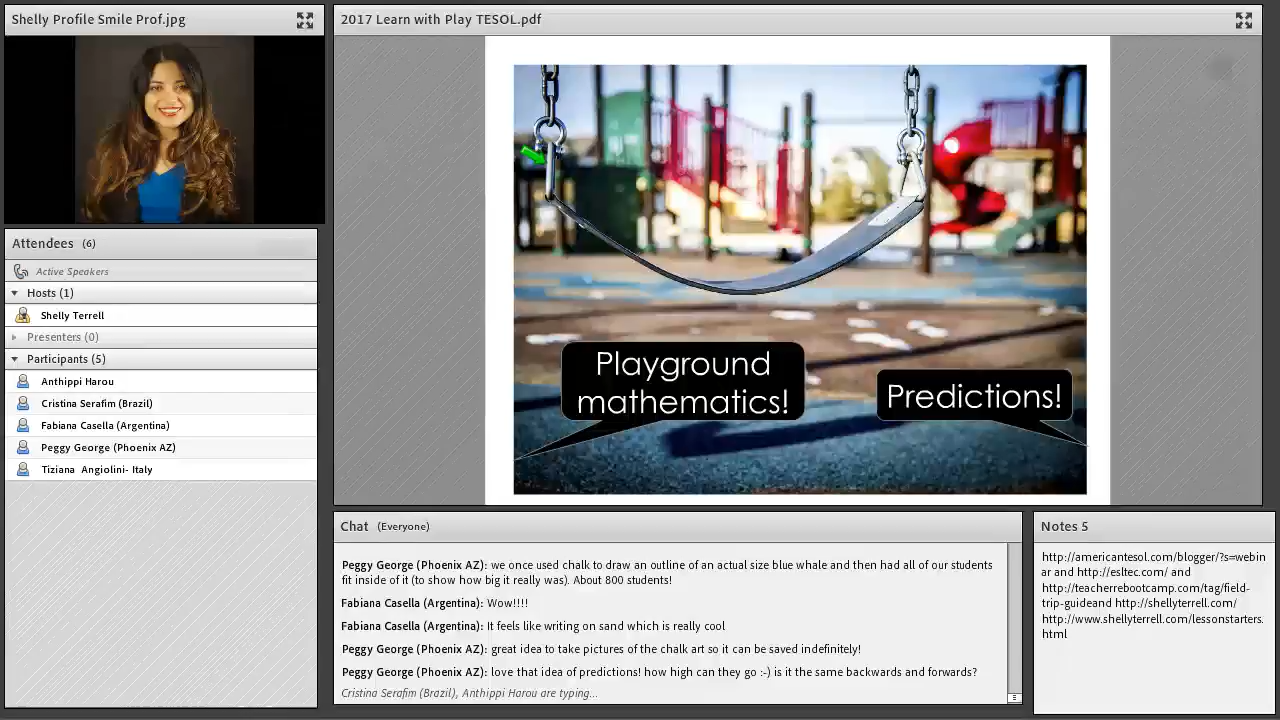 Shelly Profile Smile Prof.jpg
2017 Learn with Play TESOL.pdf
Playground
mathematics!
Predictions!
Attendees (6)
Active Speakers
Hosts (1)
Shelly Terrell
Presenters (0)
Participants (5)
Anthippi Harou
Cristina Serafim (Brazil)
Fabiana Casella (Argentina)
Peggy George (Phoenix AZ)
Tiziana Angiolini- Italy
Chat (Everyone)
Peggy George (Phoenix AZ): we once used chalk to draw an outline of an actual size blue whale and then had all of our students
fit inside of it (to show how big it really was). About 800 students!
Fabiana Casella (Argentina): Wow!!!!
Fabiana Casella (Argentina): It feels like writing on sand which is really cool
Peggy George (Phoenix AZ): great idea to take pictures of the chalk art so it can be saved indefinitely!
Peggy George (Phoenix AZ): love that idea of predictions! how high can they go :-) is it the same backwards and forwards?
Cristina Serafim (Brazil), Anthippi Harou are typing...
Notes 5
http://americantesol.com/blogger/?s=webin
ar and http://esltec.com/ and
http://teacherrebootcamp.com/tag/field-
trip-guideand http://shellyterrell.com/
http://www.shellyterrell.com/lessonstarters.
html